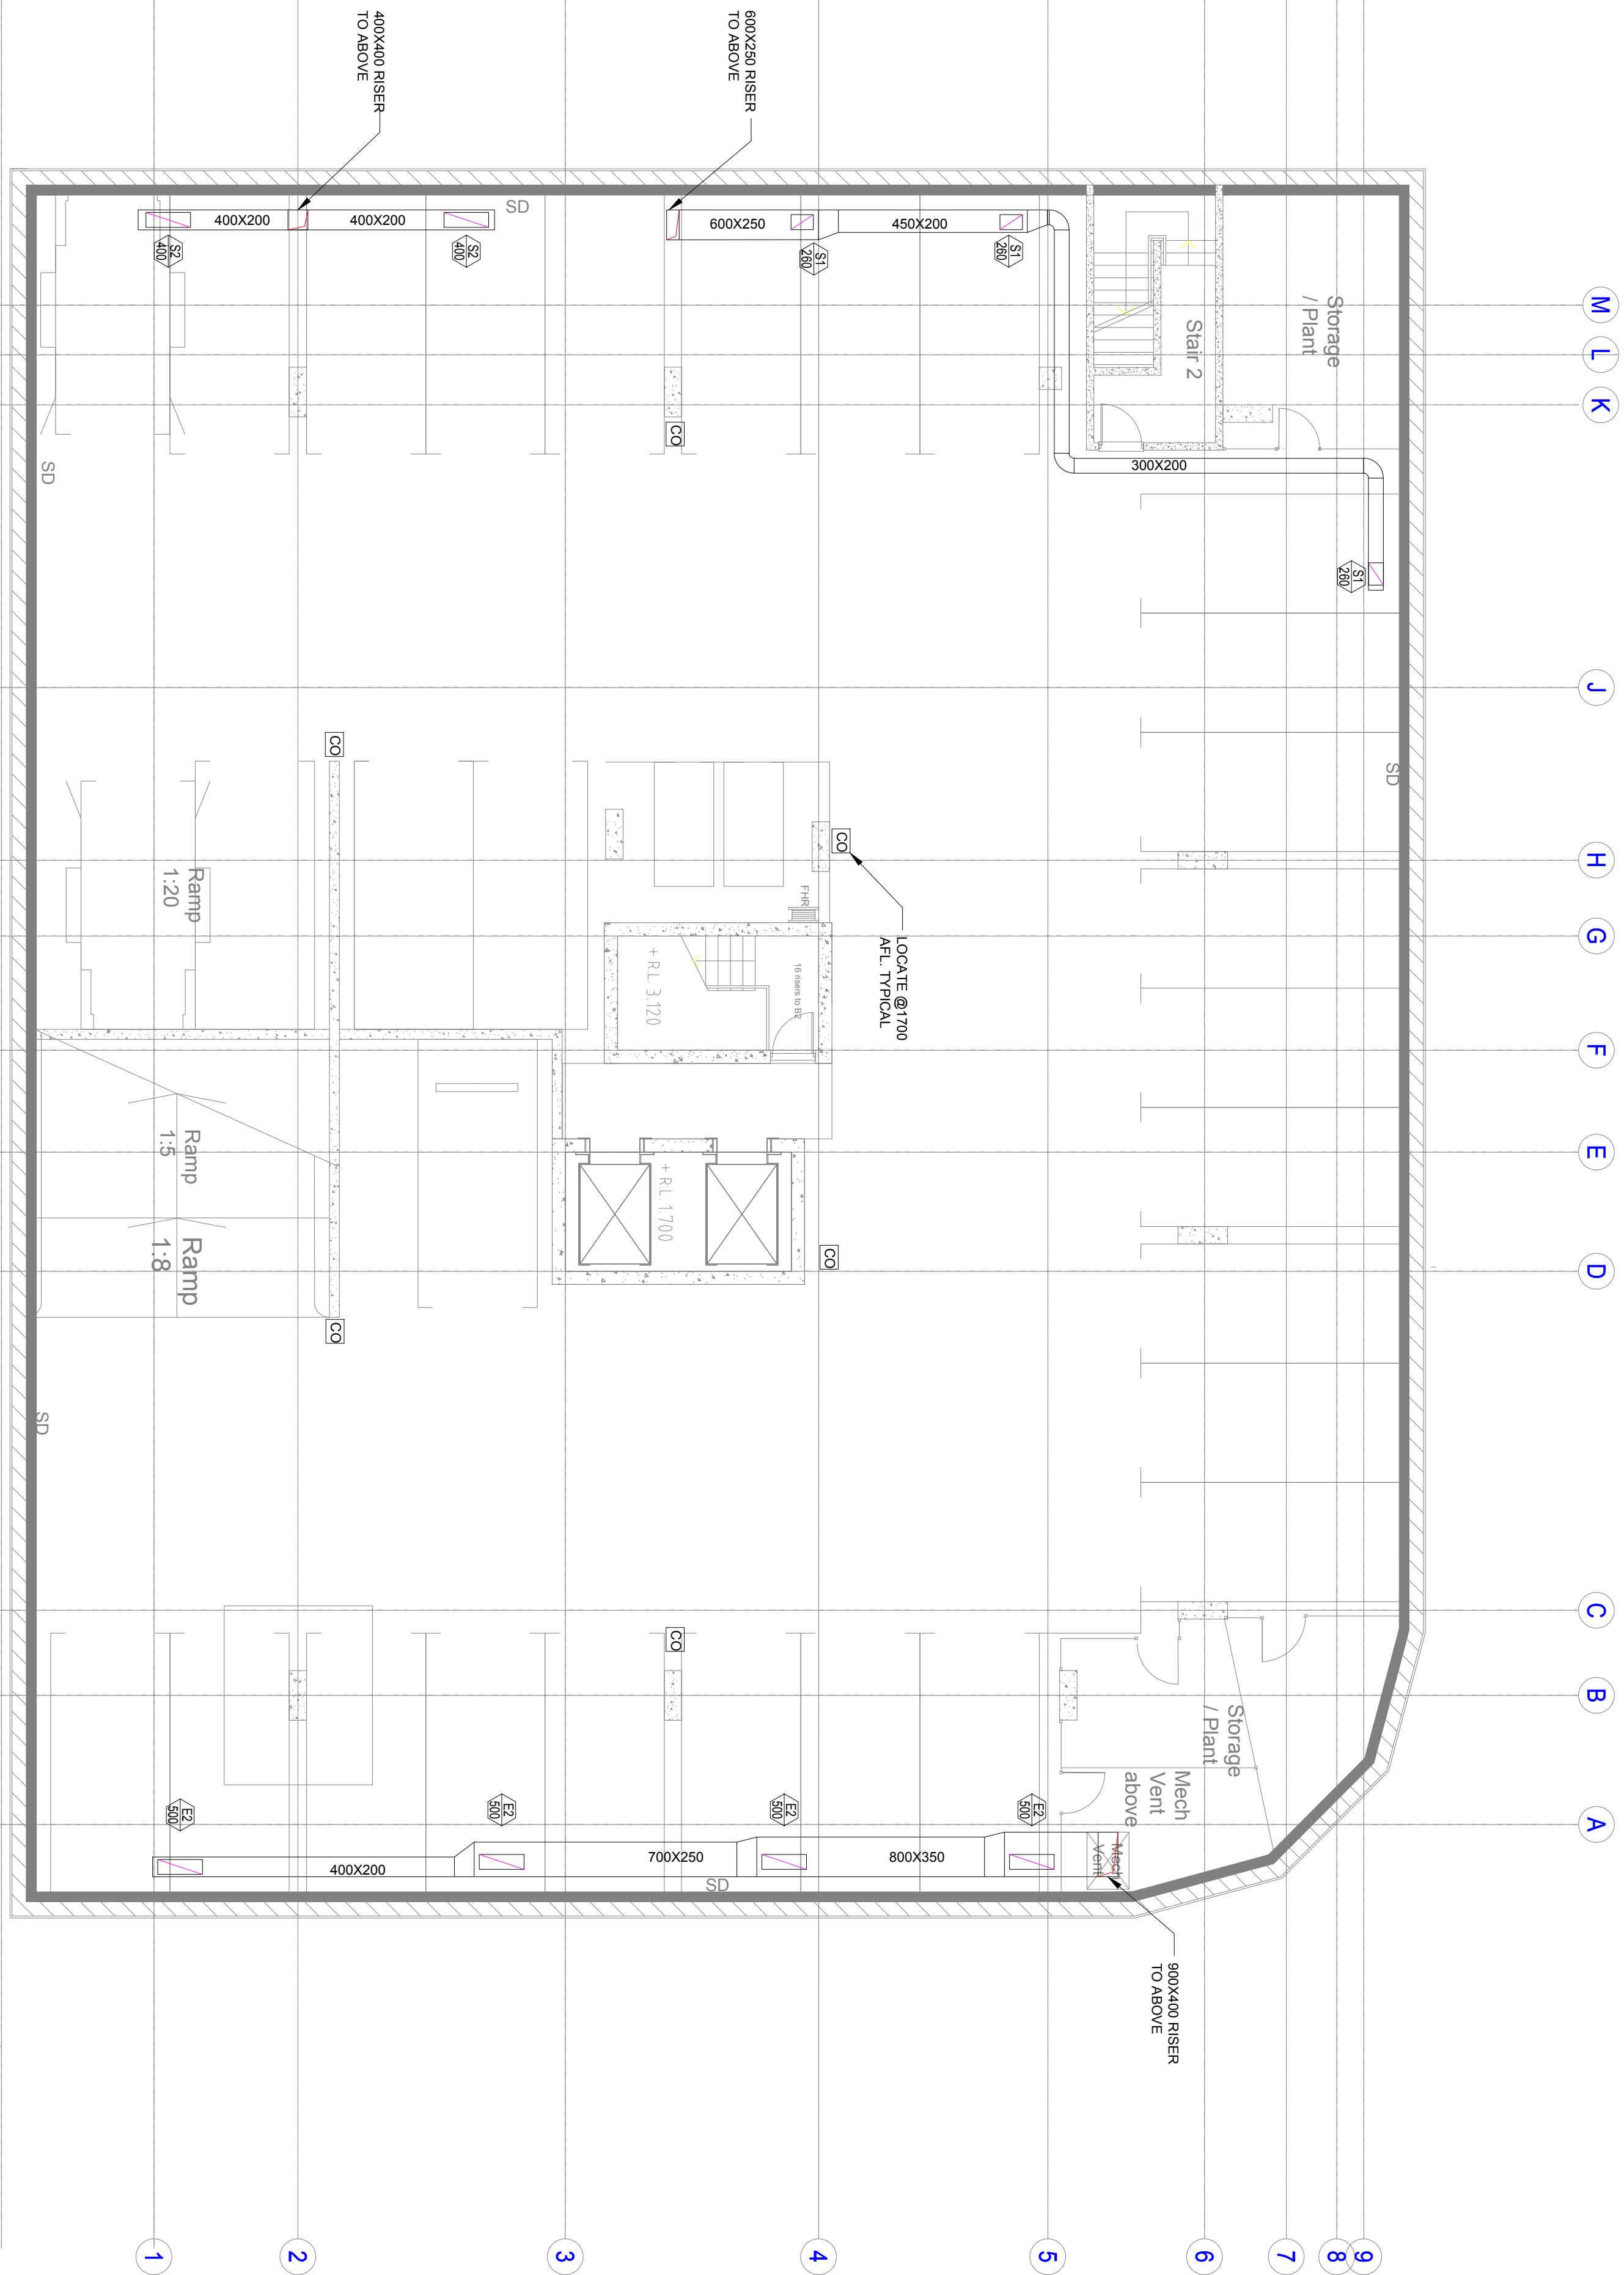 400X400 RISER
TO ABOVE
600X250 RISER
TO ABOVE
400X200
400X200
SD
600X250
450X200
S2
400
S2
400
S1
260
S1
260
Storage
/ Plant
Stair 2
M
L
K
CO
SD
300X200
S1
260
J
CO
SD
CO
H
Ramp
1:20
FHR
G
LOCATE @1700
AFL. TYPICAL
+ R.L. 3.120
16 risers to B2
F
Ramp
1:5
E
+ R.L. 1.700
Ramp
1:8
CO
D
CO
SD
C
CO
B
Storage
/ Plant
Mech
Vent
above
A
E2
500
E2
500
E2
500
E2
500
400X200
700X250
800X350
Mech
Vent
SD
900X400 RISER
TO ABOVE
1
2
3
4
5
6
7
8
9